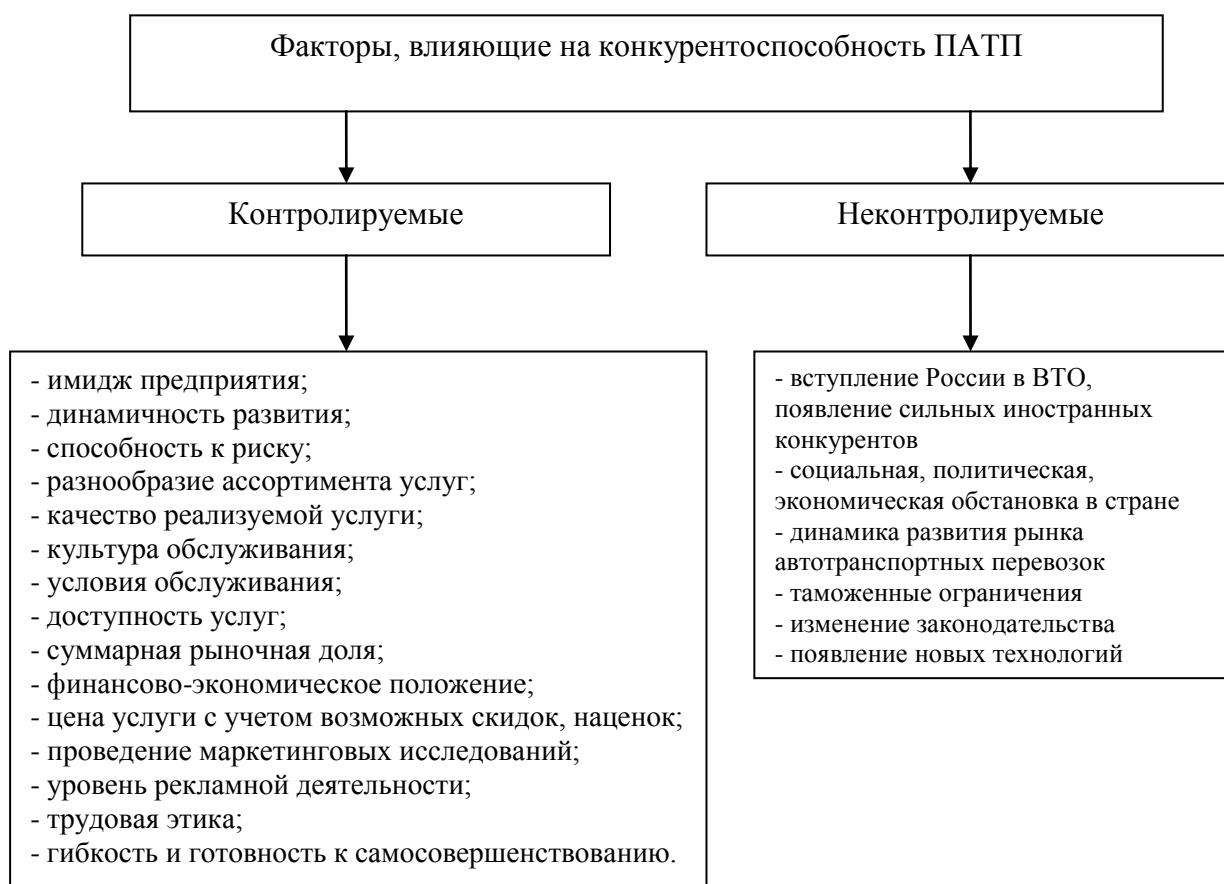 Факторы, влияющие на конкурентоспособность ПАТП
Контролируемые
Неконтролируемые
- имидж предприятия;
- динамичность развития;
- способность к риску;
- разнообразие ассортимента услуг;
- качество реализуемой услуги;
- культура обслуживания;
- условия обслуживания;
- доступность услуг;
- суммарная рыночная доля;
- финансово-экономическое положение;
- цена услуги с учетом возможных скидок, наценок;
- проведение маркетинговых исследований;
- уровень рекламной деятельности;
- трудовая этика;
- гибкость и готовность к самосовершенствованию.
- вступление России в ВТО,
появление сильных иностранных
конкурентов
- социальная, политическая,
экономическая обстановка в стране
- динамика развития рынка
автотранспортных перевозок
- таможенные ограничения
- изменение законодательства
- появление новых технологий